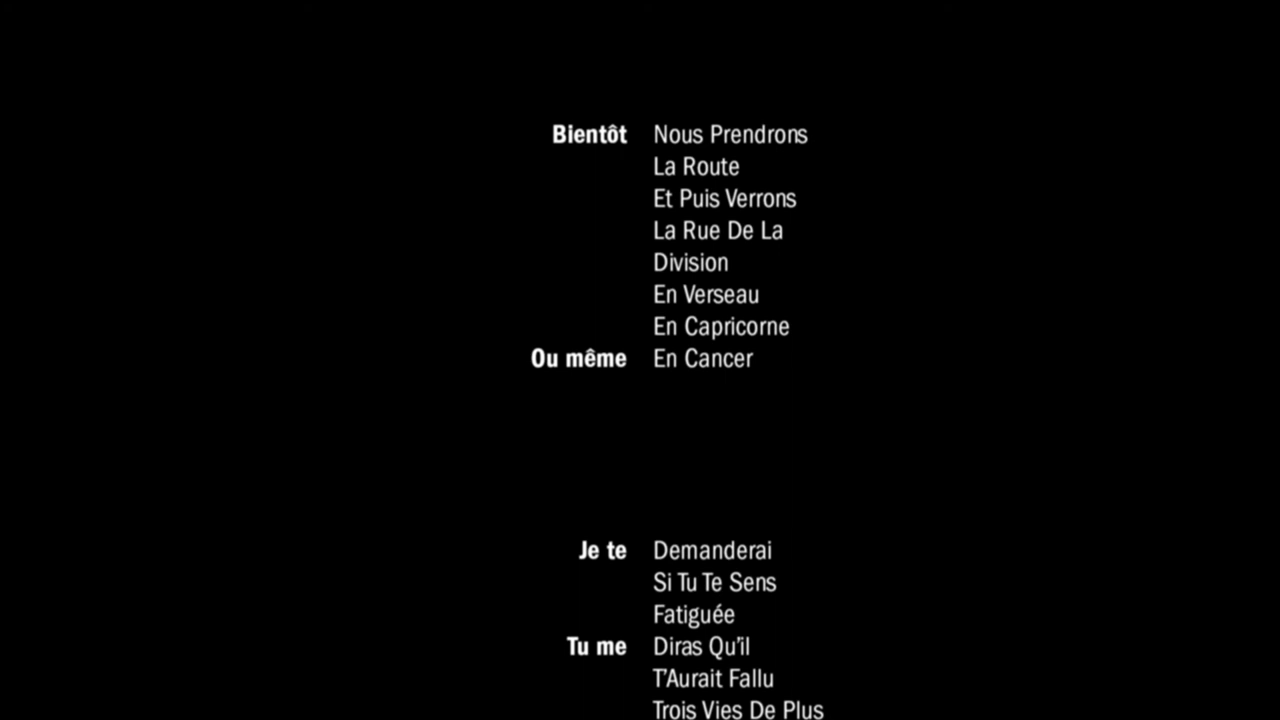 Bientôt Nous Prendrons
La Route
Et Puis Verrons
La Rue De La
Division
En Verseau
En Capricorne
Ou même En Cancer
Je te Demanderai
Si Tu Te Sens
Fatiguée
Tu me Diras Qu'il
T'Aurait Fallu
Trois Vies De Plus